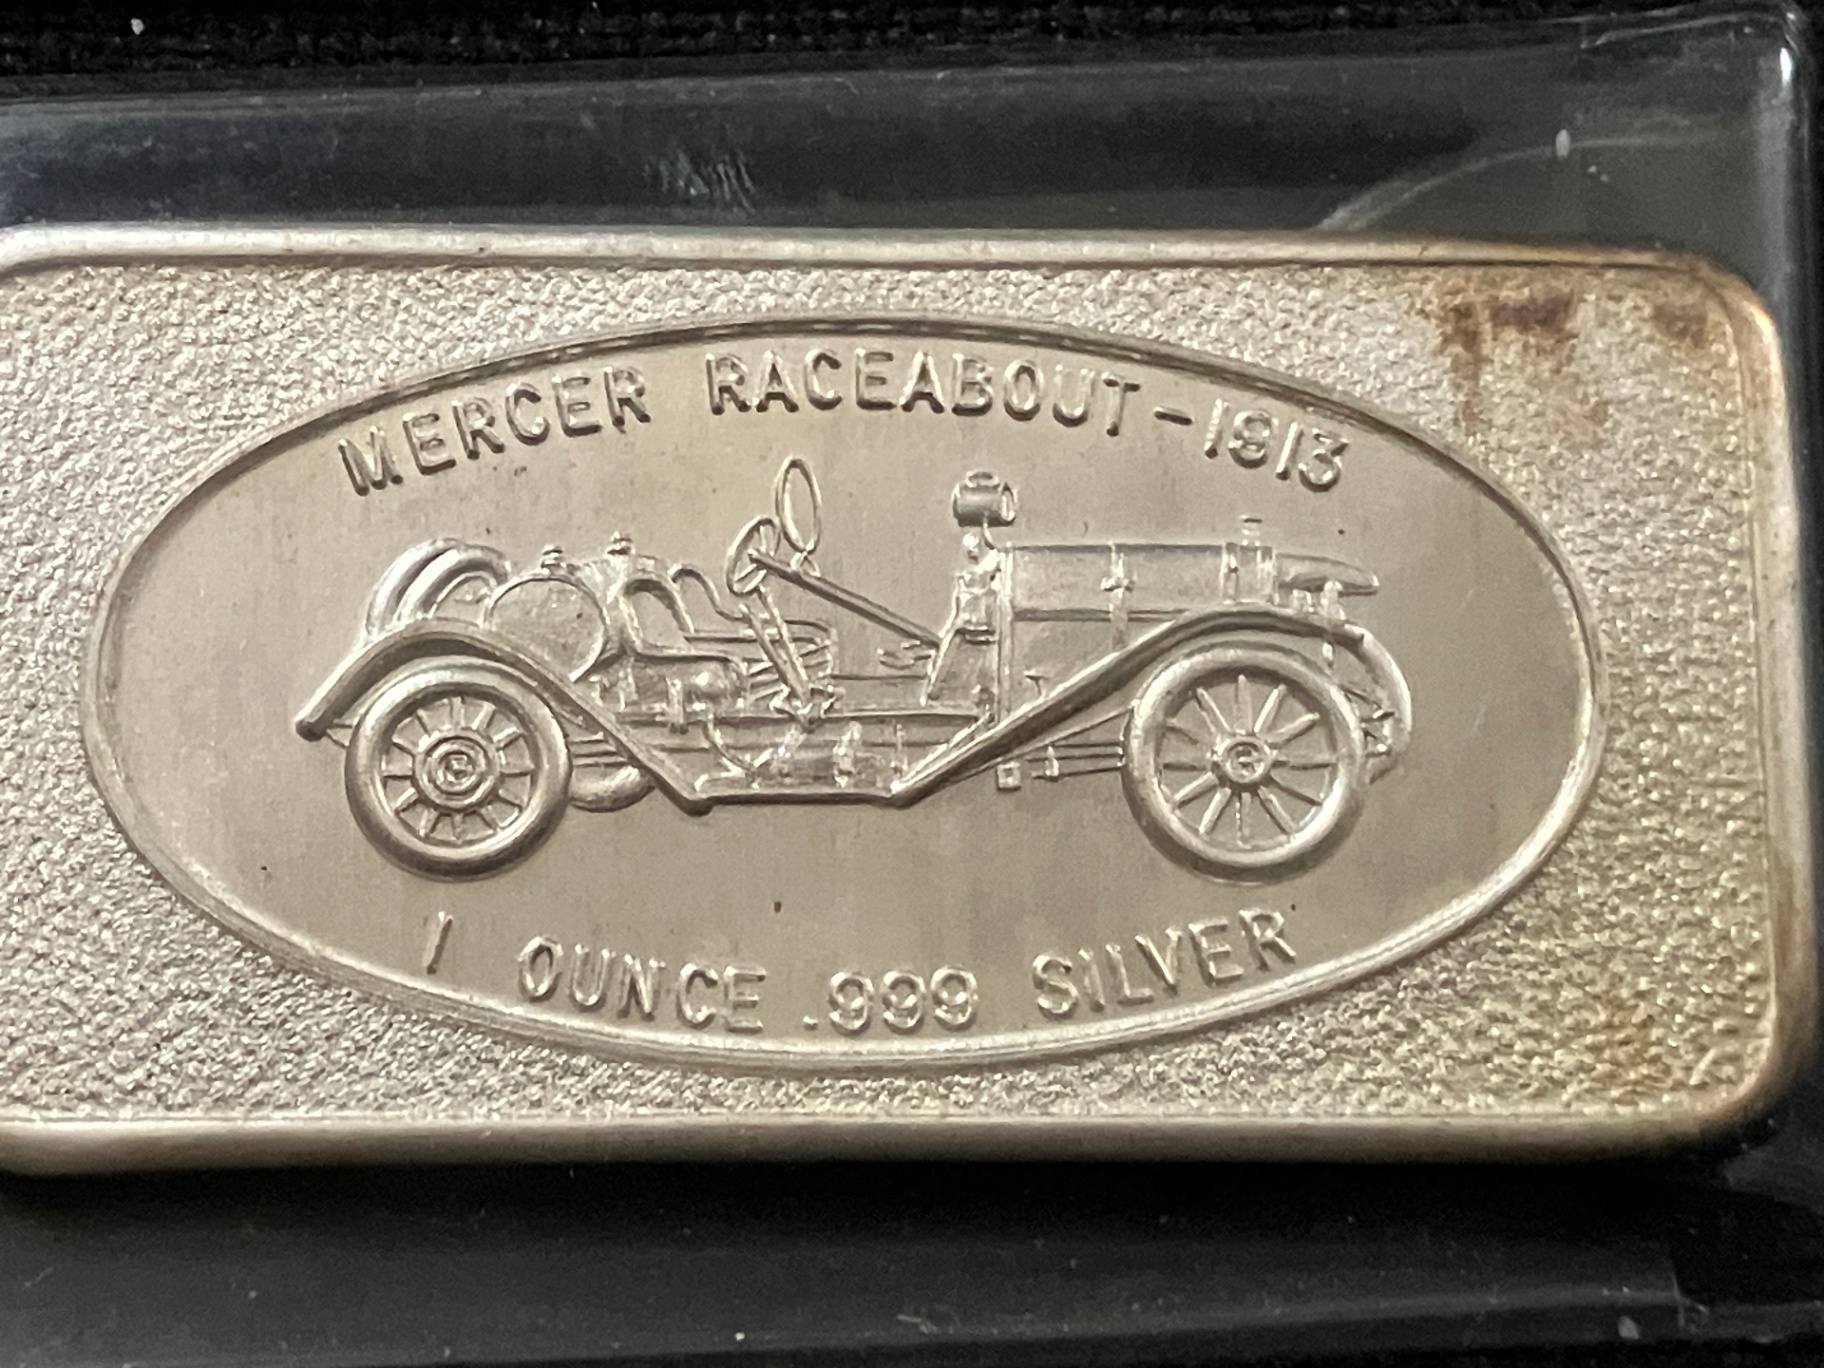 MERCER RACEABOUT-1913
1 OUNCE .999 SILVER